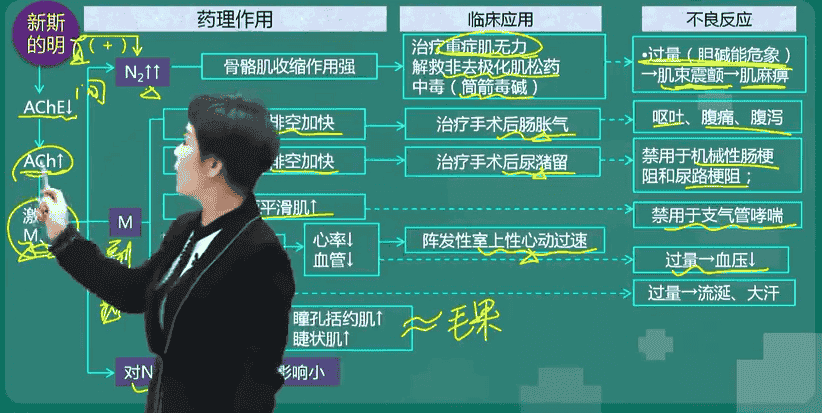 药理作用
临床应用
不良反应
新斯
的明
(+)
AChE↓
ACh↑
激
M
N₂↑↑
骨骼肌收缩作用强
治疗重症肌无力
解救非去极化肌松药
中毒（筒箭毒碱）
•过量（胆碱能危象）
→肌束震颤→肌麻痹
M
排空加快
治疗手术后肠胀气
呕吐、腹痛、腹泻
排空加快
治疗手术后尿潴留
禁用于机械性肠梗
阻和尿路梗阻；
平滑肌↑
禁用于支气管哮喘
心率↓
血管↓
阵发性室上性心动过速
过量→血压↓
过量→流涎、大汗
瞳孔括约肌↑
睫状肌↑
≈毛果
对N
影响小